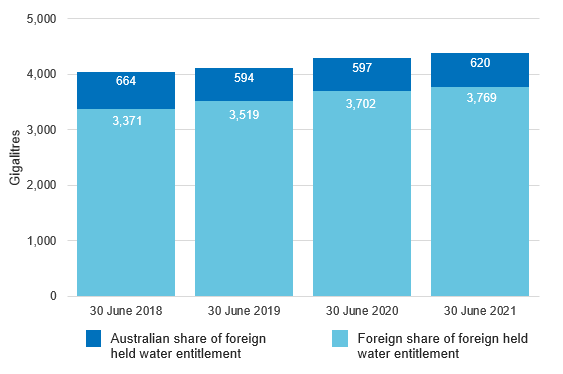 5,000
4,000
3,000
2,000
1,000
0
Gigalitres
664
594
597
620
3,371
3,519
3,702
3,769
30 June 2018
30 June 2019
30 June 2020
30 June 2021
Australian share of foreign
held water entitlement
Foreign share of foreign held
water entitlement